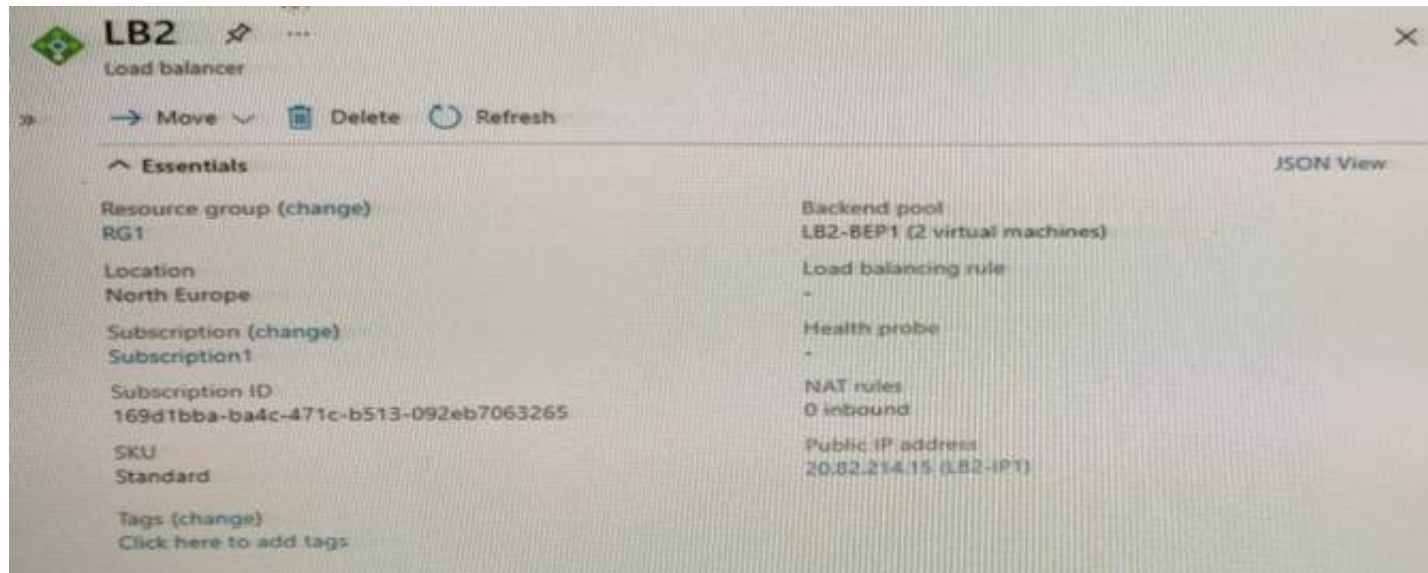 LB2
Load balancer
Move Delete Refresh
Essentials
JSON View
Resource group (change)
RG1
Location
North Europe
Subscription (change)
Subscription1
Subscription ID
169d1bba-ba4c-471c-b513-092eb7063265
SKU
Standard
Tags (change)
Click here to add tags
Backend pool
LB2-BEP1 (2 virtual machines)
Load balancing rule
-
Health probe
-
NAT rules
0 inbound
Public IP address
20.82.214.15 (LB2-IP1)